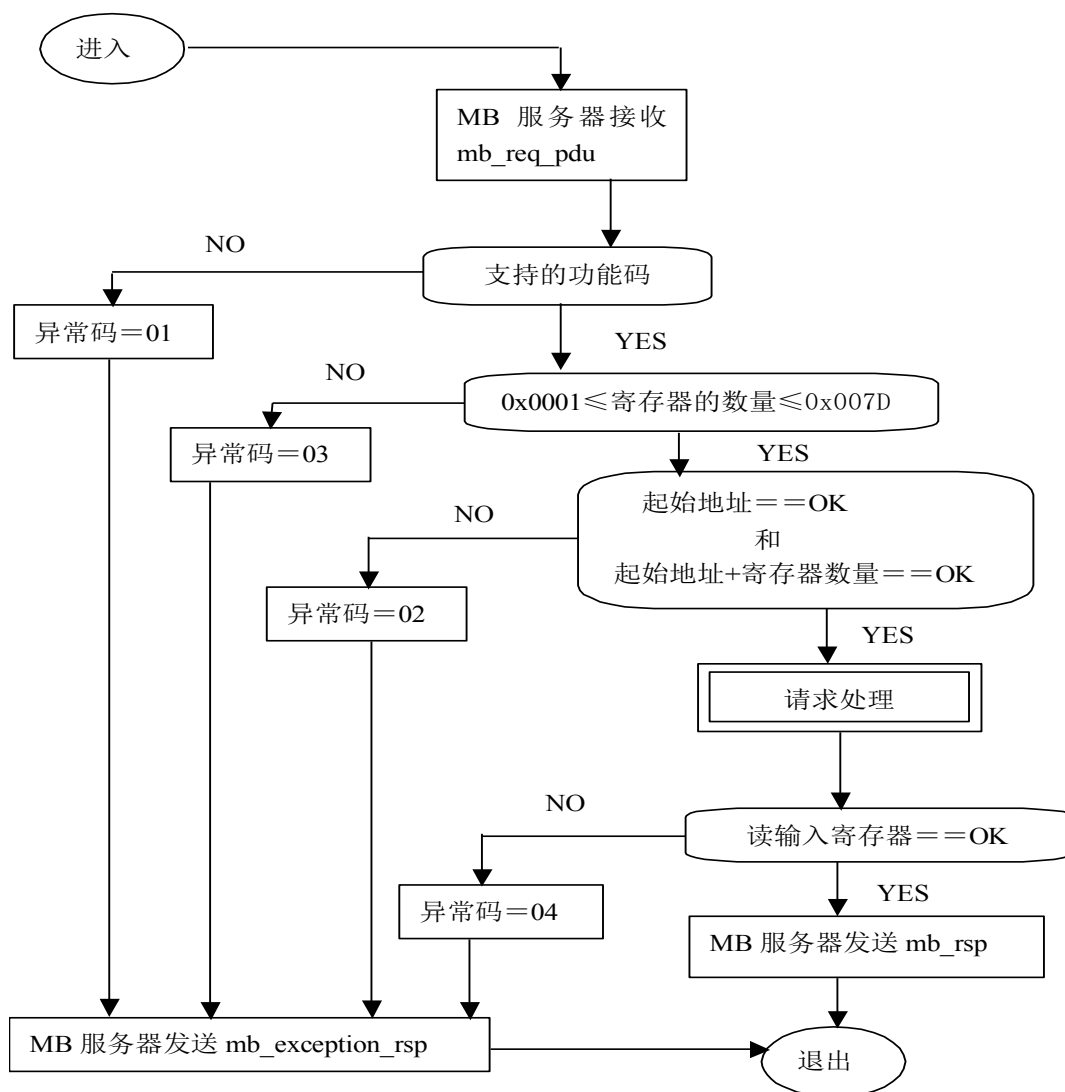 进入
MB 服务器接收
mb_req_pdu
NO
支持的功能码
异常码＝01
YES
NO
0x0001≤寄存器的数量≤0x007D
异常码＝03
YES
NO
起始地址＝＝OK
和
起始地址+寄存器数量＝＝OK
异常码＝02
YES
请求处理
NO
读输入寄存器＝＝OK
异常码＝04
YES
MB 服务器发送 mb_rsp
MB 服务器发送 mb_exception_rsp
退出